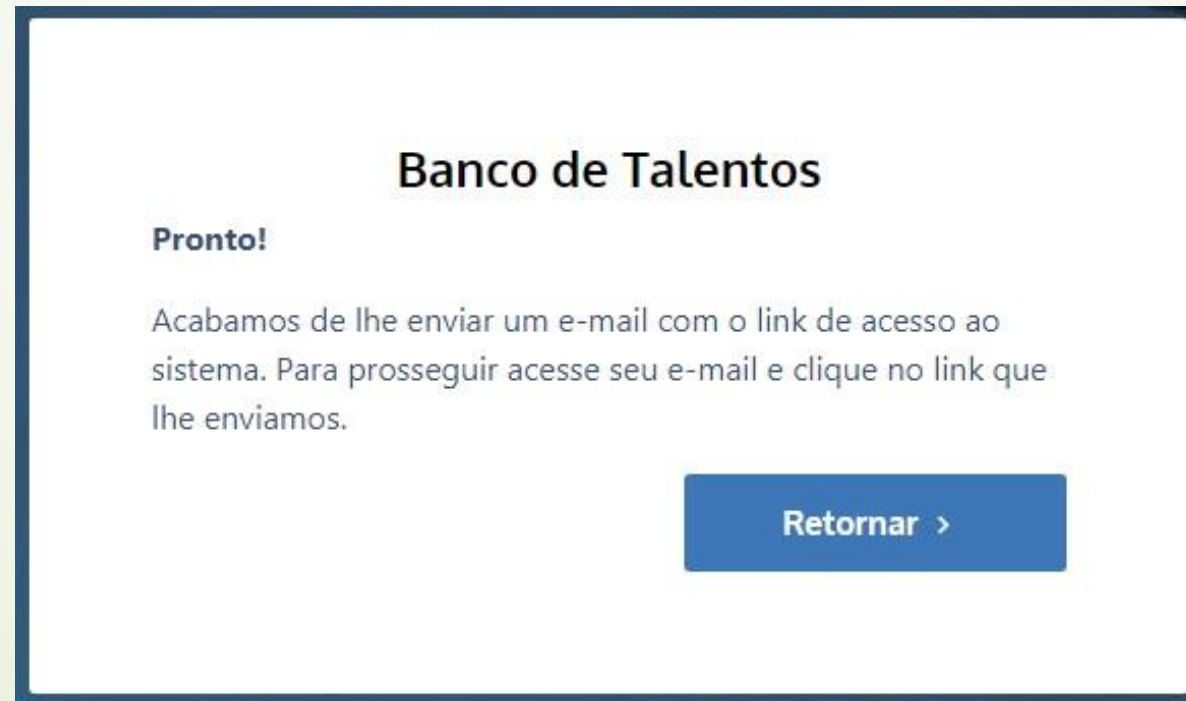 Banco de Talentos
Pronto!
Acabamos de lhe enviar um e-mail com o link de acesso ao
sistema. Para prosseguir acesse seu e-mail e clique no link que
lhe enviamos.
Retornar >